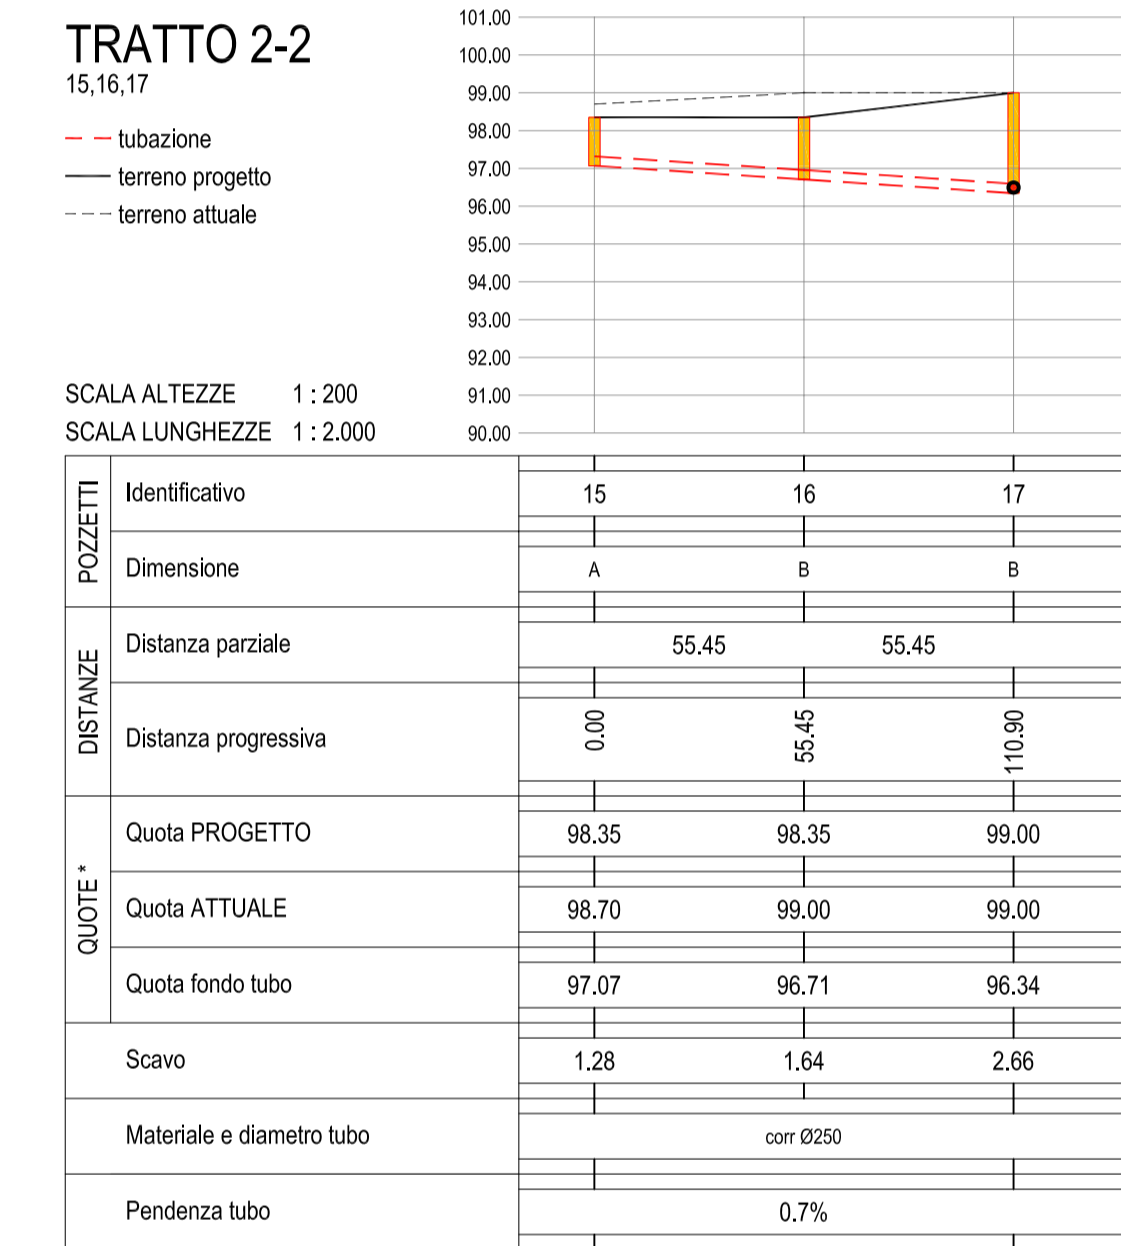 TRATTO 2-2
15,16,17
tubazione
terreno progetto
terreno attuale
SCALA ALTEZZE 1 : 200
SCALA LUNGHEZZE 1 : 2.000
101.00
100.00
99.00
98.00
97.00
96.00
95.00
94.00
93.00
92.00
91.00
90.00
POZZETTI
Identificativo 15 16 17
Dimensione A B B
DISTANZE
Distanza parziale 55.45 55.45
Distanza progressiva 0.00 55.45 110.90
QUOTE *
Quota PROGETTO 98.35 98.35 99.00
Quota ATTUALE 98.70 99.00 99.00
Quota fondo tubo 97.07 96.71 96.34
Scavo 1.28 1.64 2.66
Materiale e diametro tubo corr Ø250
Pendenza tubo 0.7%